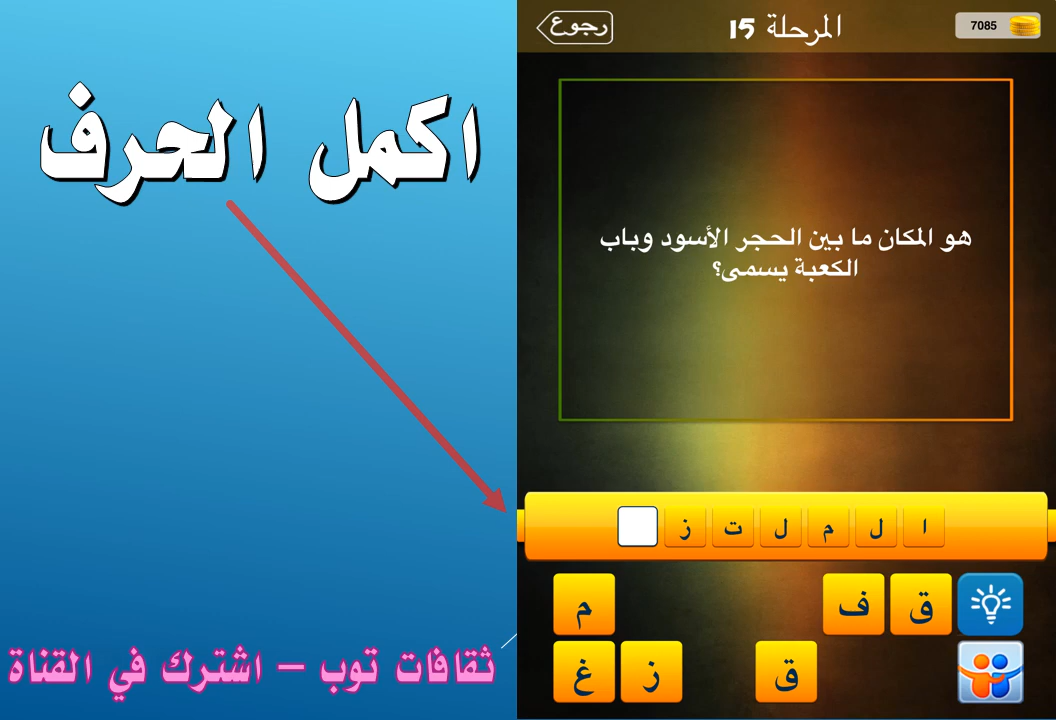 اكمل الحرف
ثقافات توب – اشترك في القناة
رجوع
المرحلة 15
7085
هو المكان ما بين الحجر الأسود وباب
الكعبة يسمى؟
ا ل م ل ت ز
ق ف م
ق ز غ